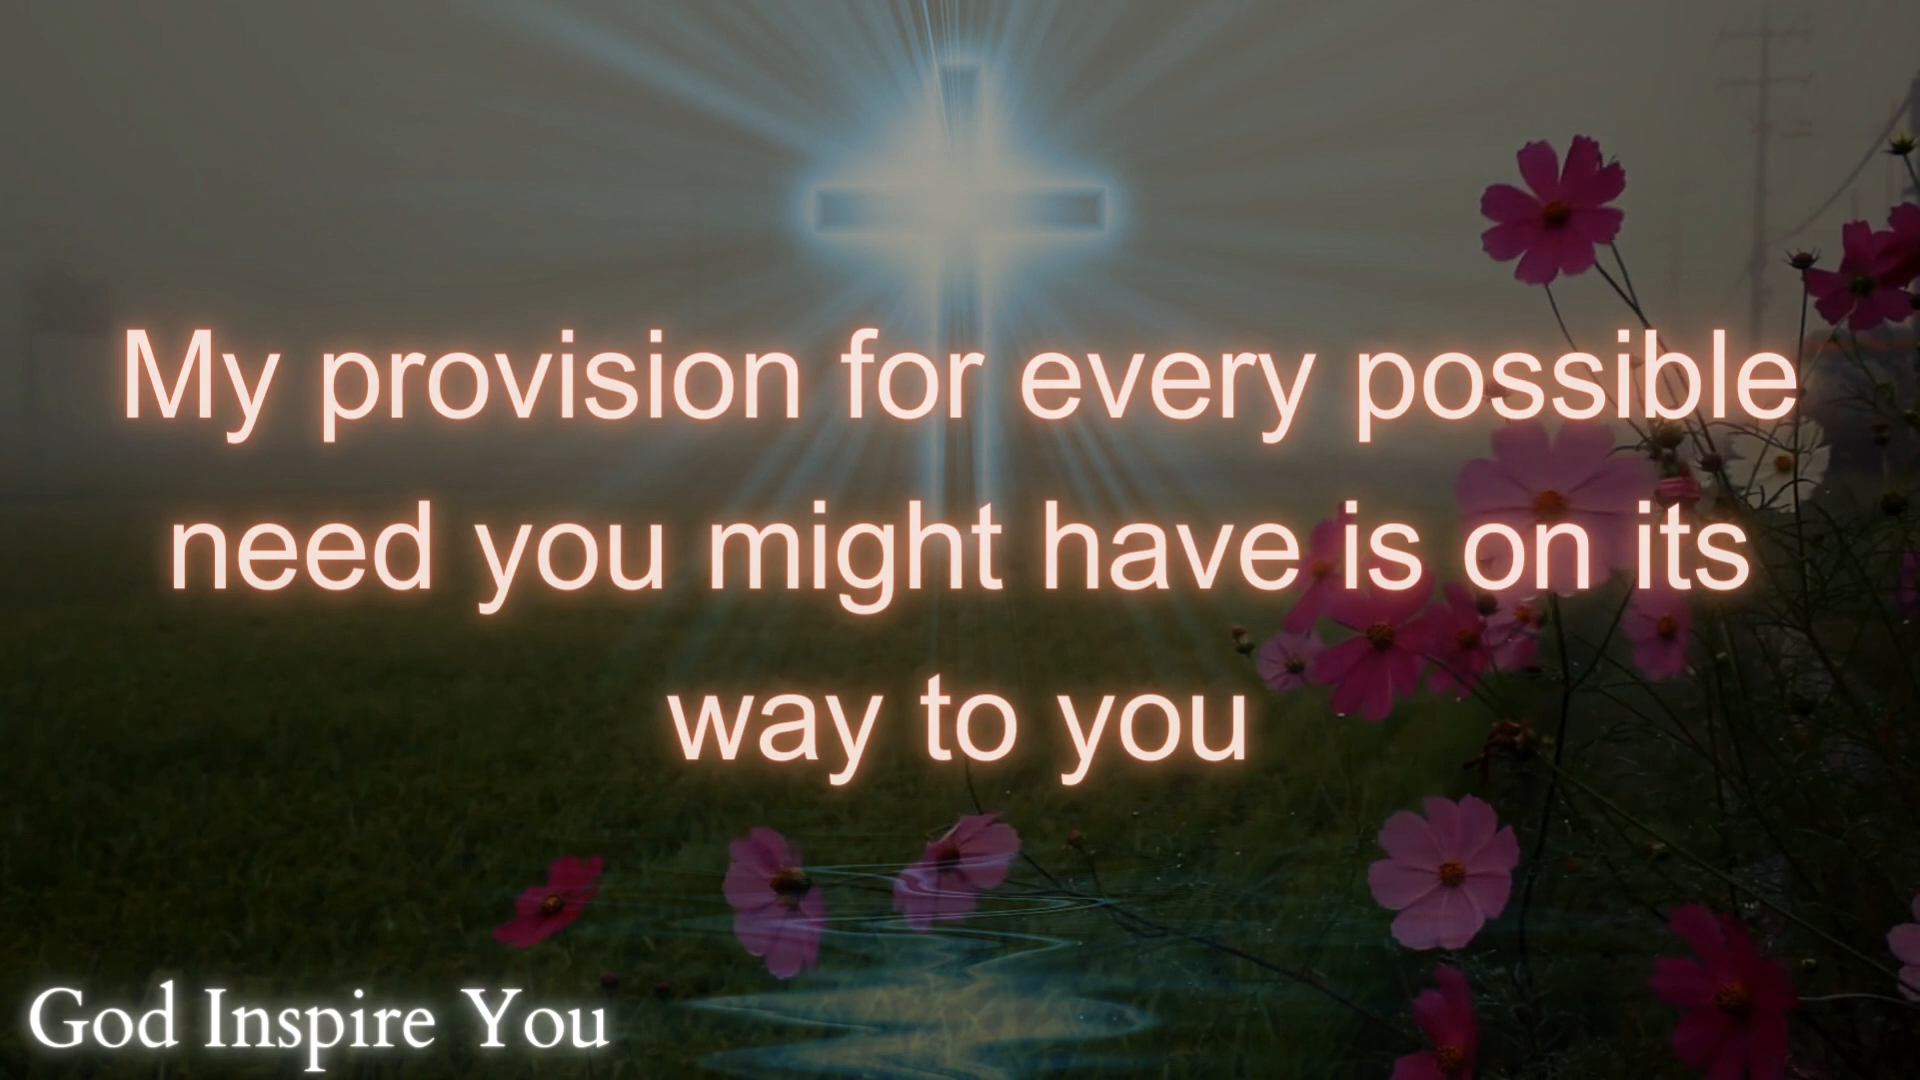 My provision for every possible
need you might have is on its
way to you
God Inspire You